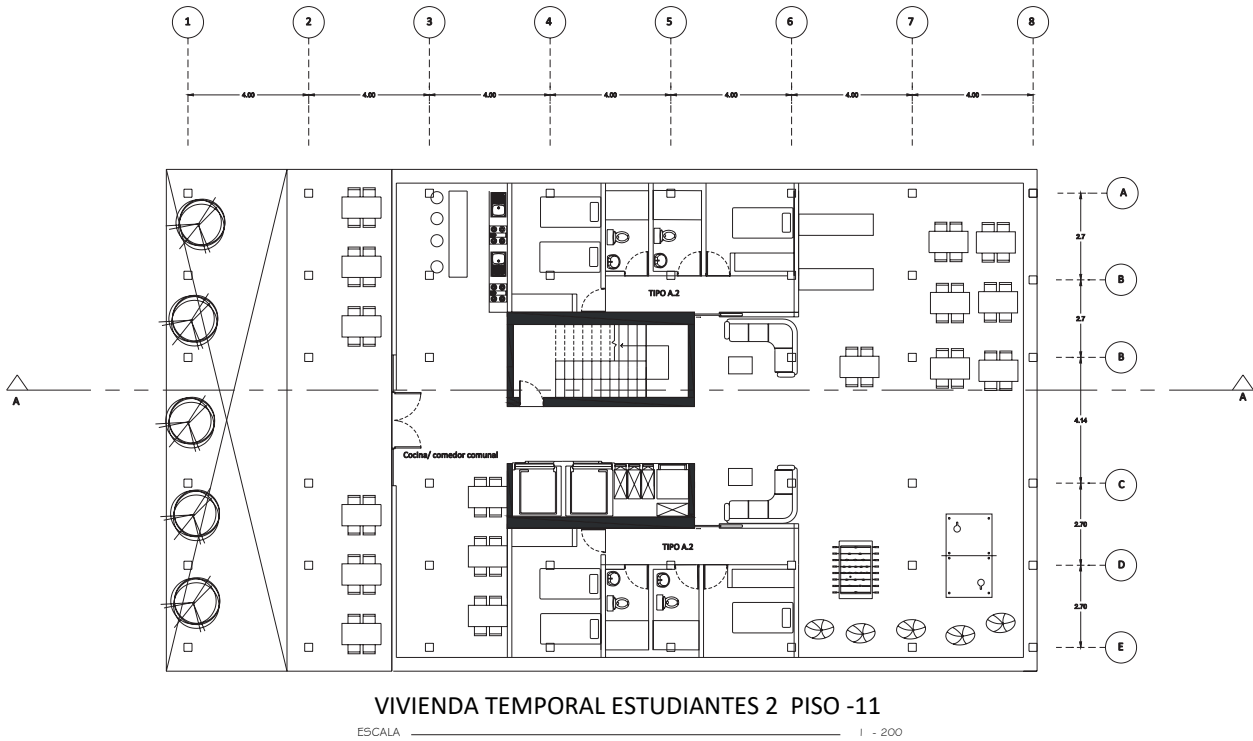 1 2 3 4 5 6 7 8
4.00 4.00 4.00 4.00 4.00 4.00 4.00
A
2.7
B
TIPO A.2
2.7
B
A A
4.14
Cocina/ comedor comunal
C
2.70
TIPO A.2
D
2.70
E
VIVIENDA TEMPORAL ESTUDIANTES 2 PISO -11
ESCALA 1 - 200